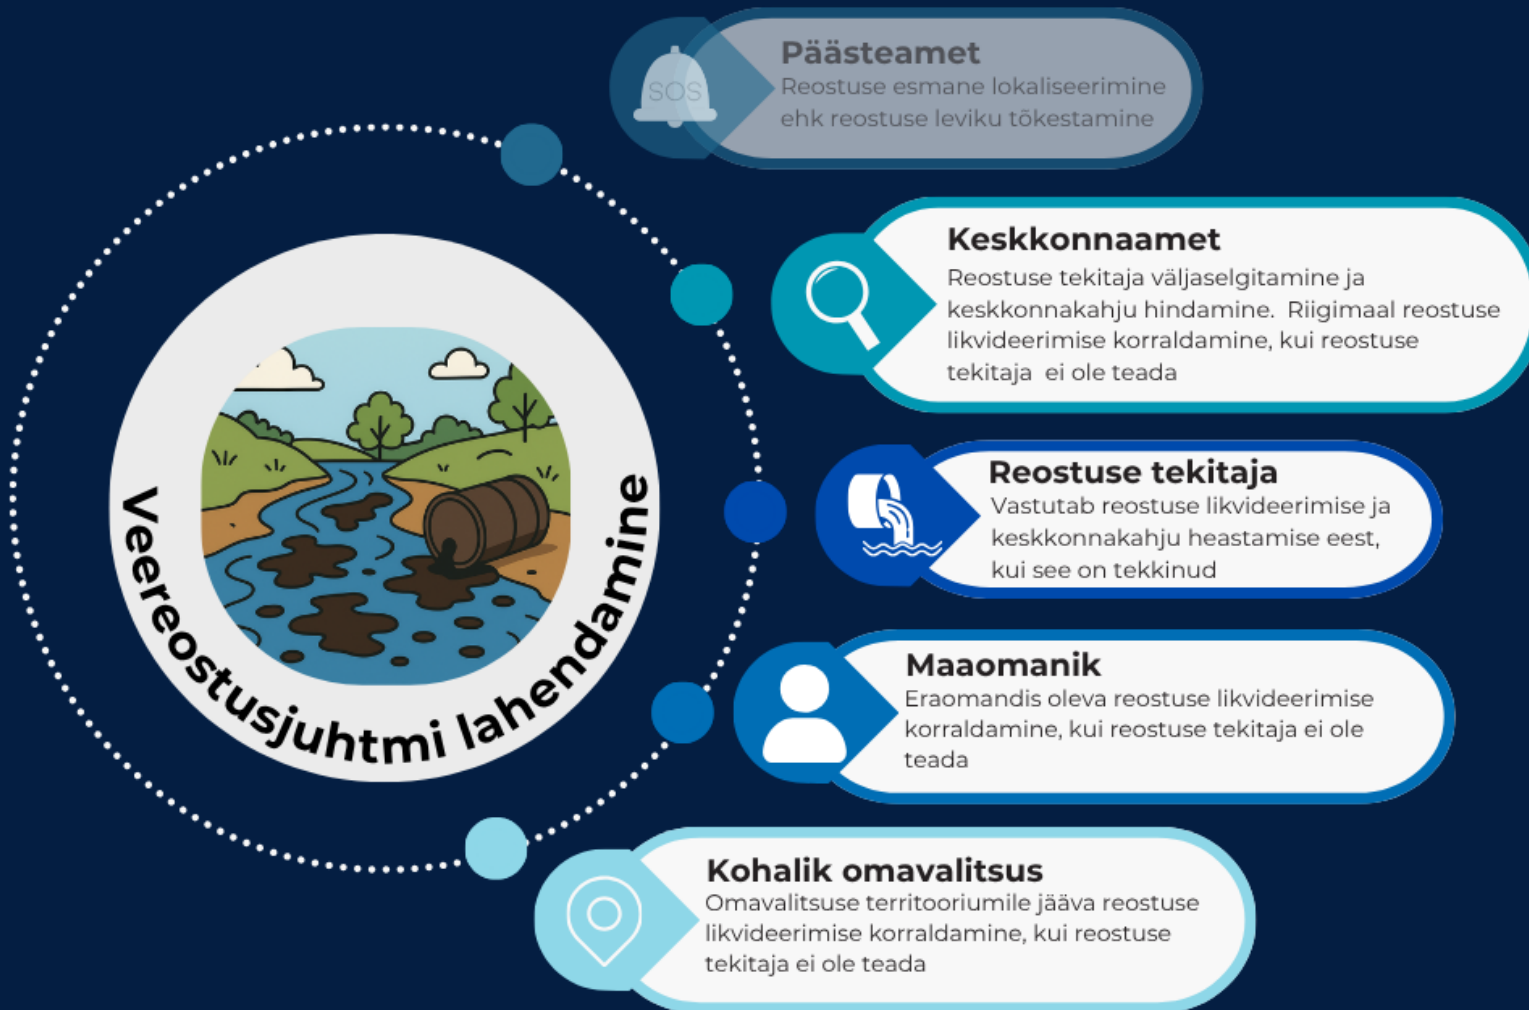 Päästeamet
SOS
Reostuse esmane lokaliseerimine
ehk reostuse leviku tõkestamine
Keskkonnaamet
Reostuse tekitaja väljaselgitamine ja
keskkonnakahju hindamine. Riigimaal reostuse
likvideerimise korraldamine, kui reostuse
tekitaja ei ole teada
Reostuse tekitaja
Vastutab reostuse likvideerimise ja
keskkonnakahju heastamise eest,
kui see on tekkinud
Veereostusjuhtmi lahendamine
Maaomanik
Eraomandis oleva reostuse likvideerimise
korraldamine, kui reostuse tekitaja ei ole
teada
Kohalik omavalitsus
Omavalitsuse territooriumile jääva reostuse
likvideerimise korraldamine, kui reostuse
tekitaja ei ole teada